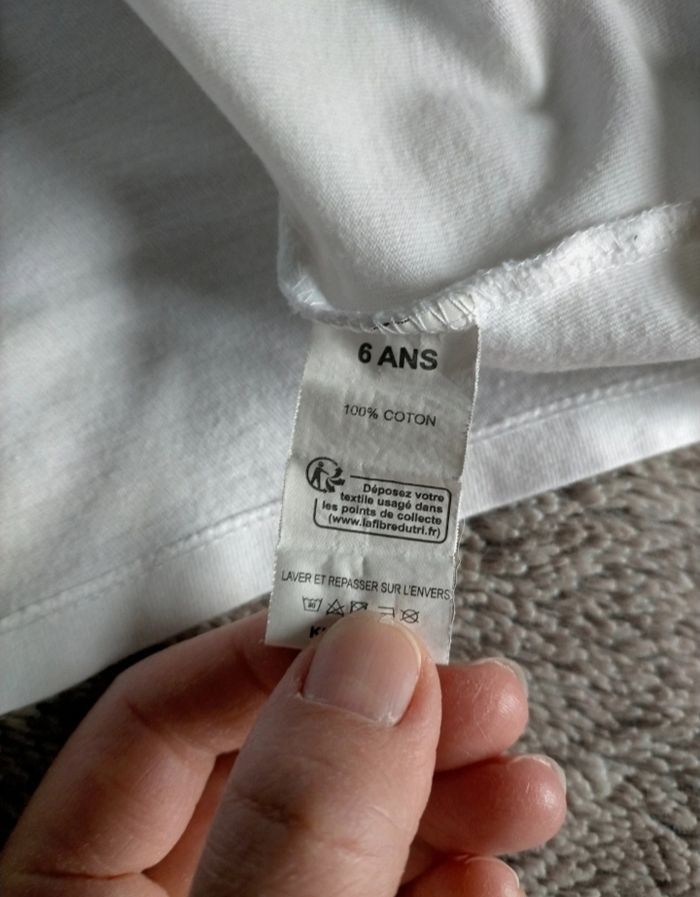 6 ANS
100% COTON
Déposez votre
textile usagé dans
les points de collecte
(www.lafibredutri.fr)
LAVER ET REPASSER SUR L'ENVERS